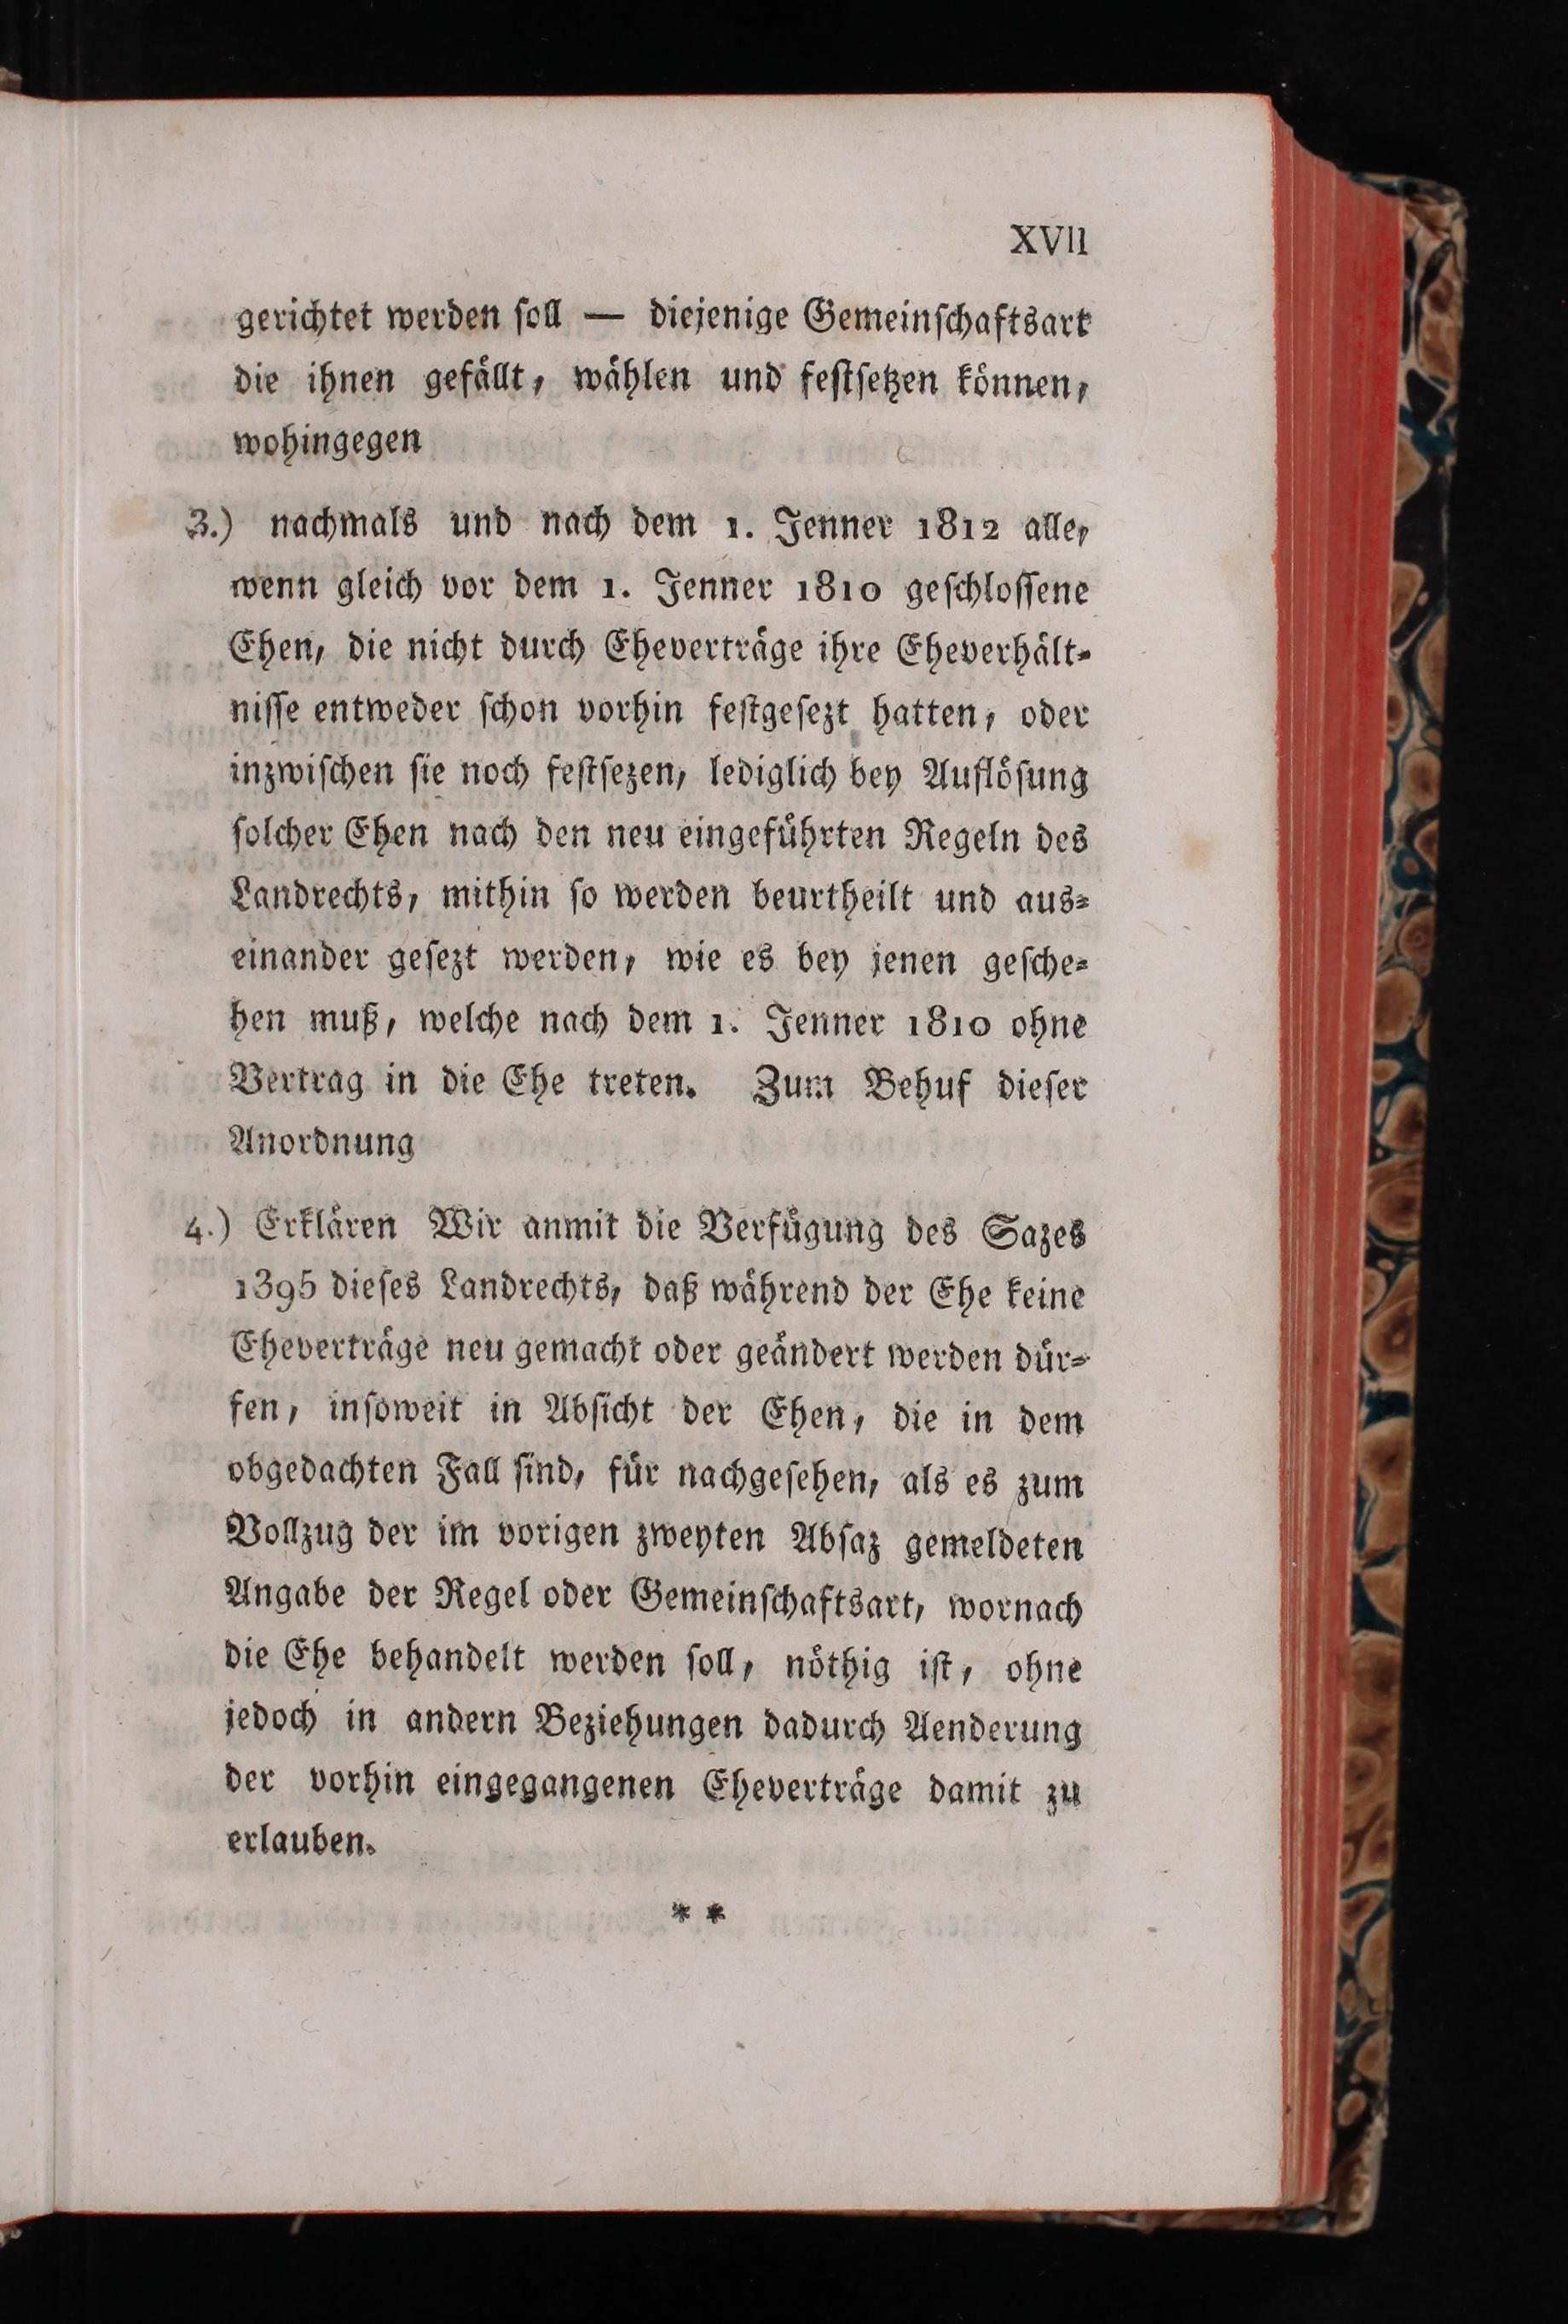 XVII
gerichtet werden ſoll — diejenige Gemeinſchaftsart
die ihnen gefällt, wählen und feſtſetzen können,
wohingegen
3.) nachmals und nach dem 1. Jenner 1812 alle,
wenn gleich vor dem 1. Jenner 1810 geſchloſſene
Ehen, die nicht durch Eheverträge ihre Eheverhält-
niſſe entweder ſchon vorhin feſtgeſezt hatten, oder
inzwiſchen ſie noch feſtſezen, lediglich bey Auflöſung
ſolcher Ehen nach den neu eingeführten Regeln des
Landrechts, mithin ſo werden beurtheilt und aus-
einander geſezt werden, wie es bey jenen geſche-
hen muß, welche nach dem 1. Jenner 1810 ohne
Vertrag in die Ehe treten. Zum Behuf dieſer
Anordnung
4.) Erklären Wir anmit die Verfügung des Sazes
1395 dieſes Landrechts, daß während der Ehe keine
Eheverträge neu gemacht oder geändert werden dür-
fen, inſoweit in Abſicht der Ehen, die in dem
obgedachten Fall ſind, für nachgeſehen, als es zum
Vollzug der im vorigen zweyten Abſaz gemeldeten
Angabe der Regel oder Gemeinſchaftsart, wornach
die Ehe behandelt werden ſoll, nöthig iſt, ohne
jedoch in andern Beziehungen dadurch Aenderung
der vorhin eingegangenen Eheverträge damit zu
erlauben.
* *